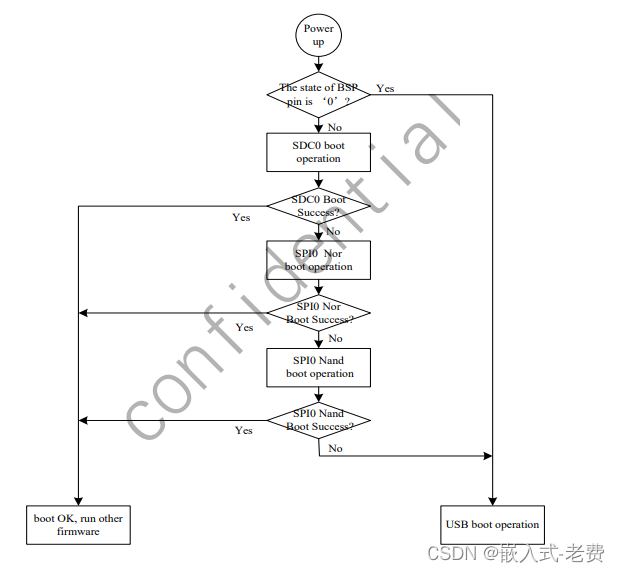 Power
up
The state of BSP
pin is ‘0’?
Yes
No
SDC0 boot
operation
SDC0 Boot
Success?
Yes
No
SPI0 Nor
boot operation
SPI0 Nor
Boot Success?
Yes
No
SPI0 Nand
boot operation
SPI0 Nand
Boot Success?
Yes
No
boot OK, run other
firmware
USB boot operation
confidential
CSDN @嵌入式-老费